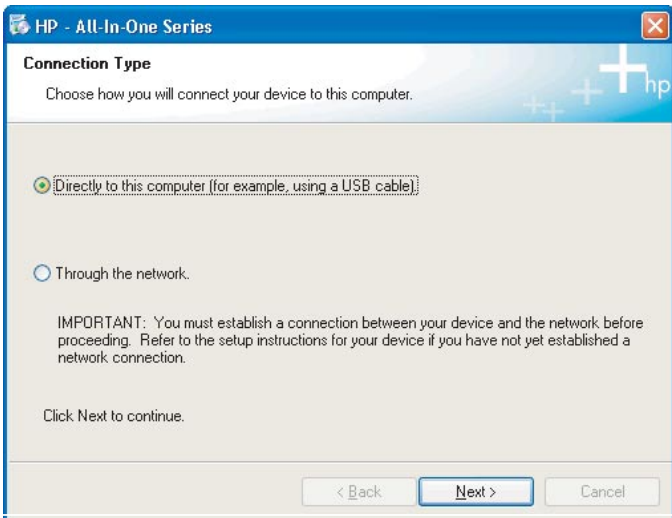 HP - All-In-One Series
Connection Type
Choose how you will connect your device to this computer.
hp
Directly to this computer (for example, using a USB cable).
Through the network.
IMPORTANT: You must establish a connection between your device and the network before
proceeding. Refer to the setup instructions for your device if you have not yet established a
network connection.
Click Next to continue.
< Back
Next >
Cancel